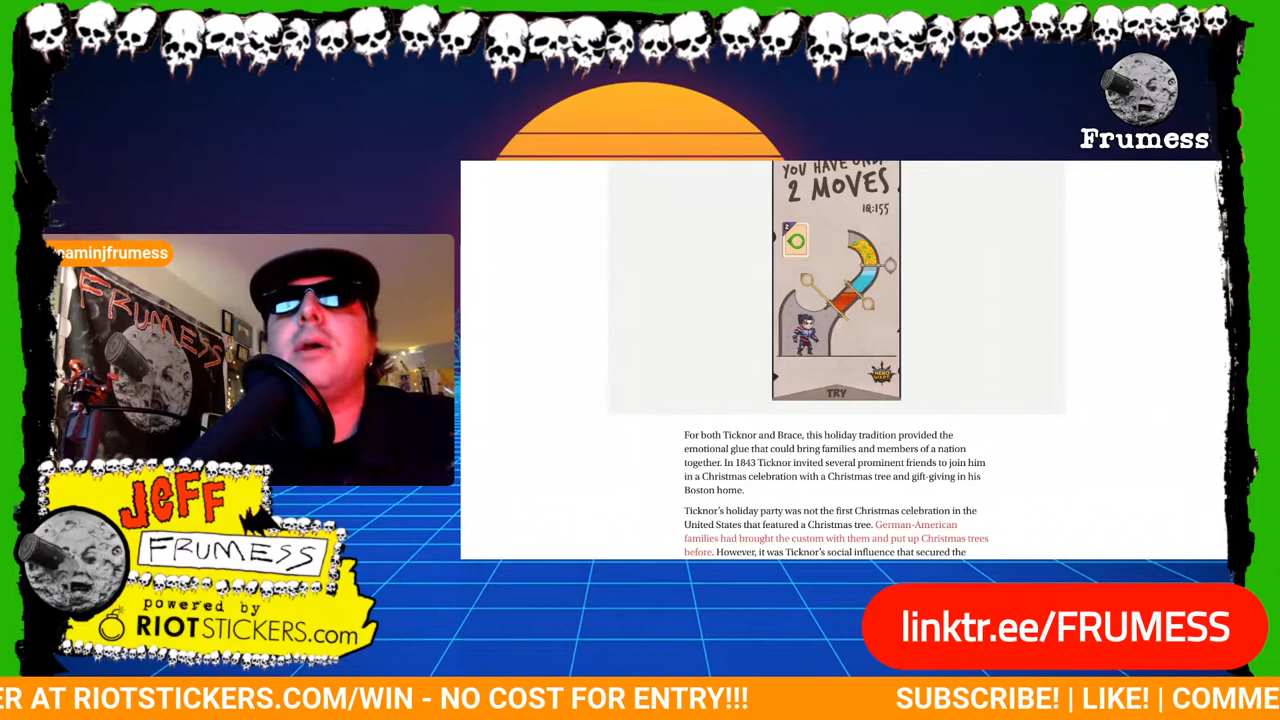 Frumess
YOU HAVE ONLY
2 MOVES
IQ:155
2
HERO
WARS
TRY
eaminjfrumess
FRUMESS
For both Ticknor and Brace, this holiday tradition provided the
emotional glue that could bring families and members of a nation
together. In 1843 Ticknor invited several prominent friends to join him
in a Christmas celebration with a Christmas tree and gift-giving in his
Boston home.
Ticknor's holiday party was not the first Christmas celebration in the
United States that featured a Christmas tree. German-American
families had brought the custom with them and put up Christmas trees
before. However, it was Ticknor's social influence that secured the
JEFF
FRUMESS
powered by
RIOTSTICKERS.com
linktr.ee/FRUMESS
ER AT RIOTSTICKERS.COM/WIN - NO COST FOR ENTRY!!! SUBSCRIBE! | LIKE! | COMME